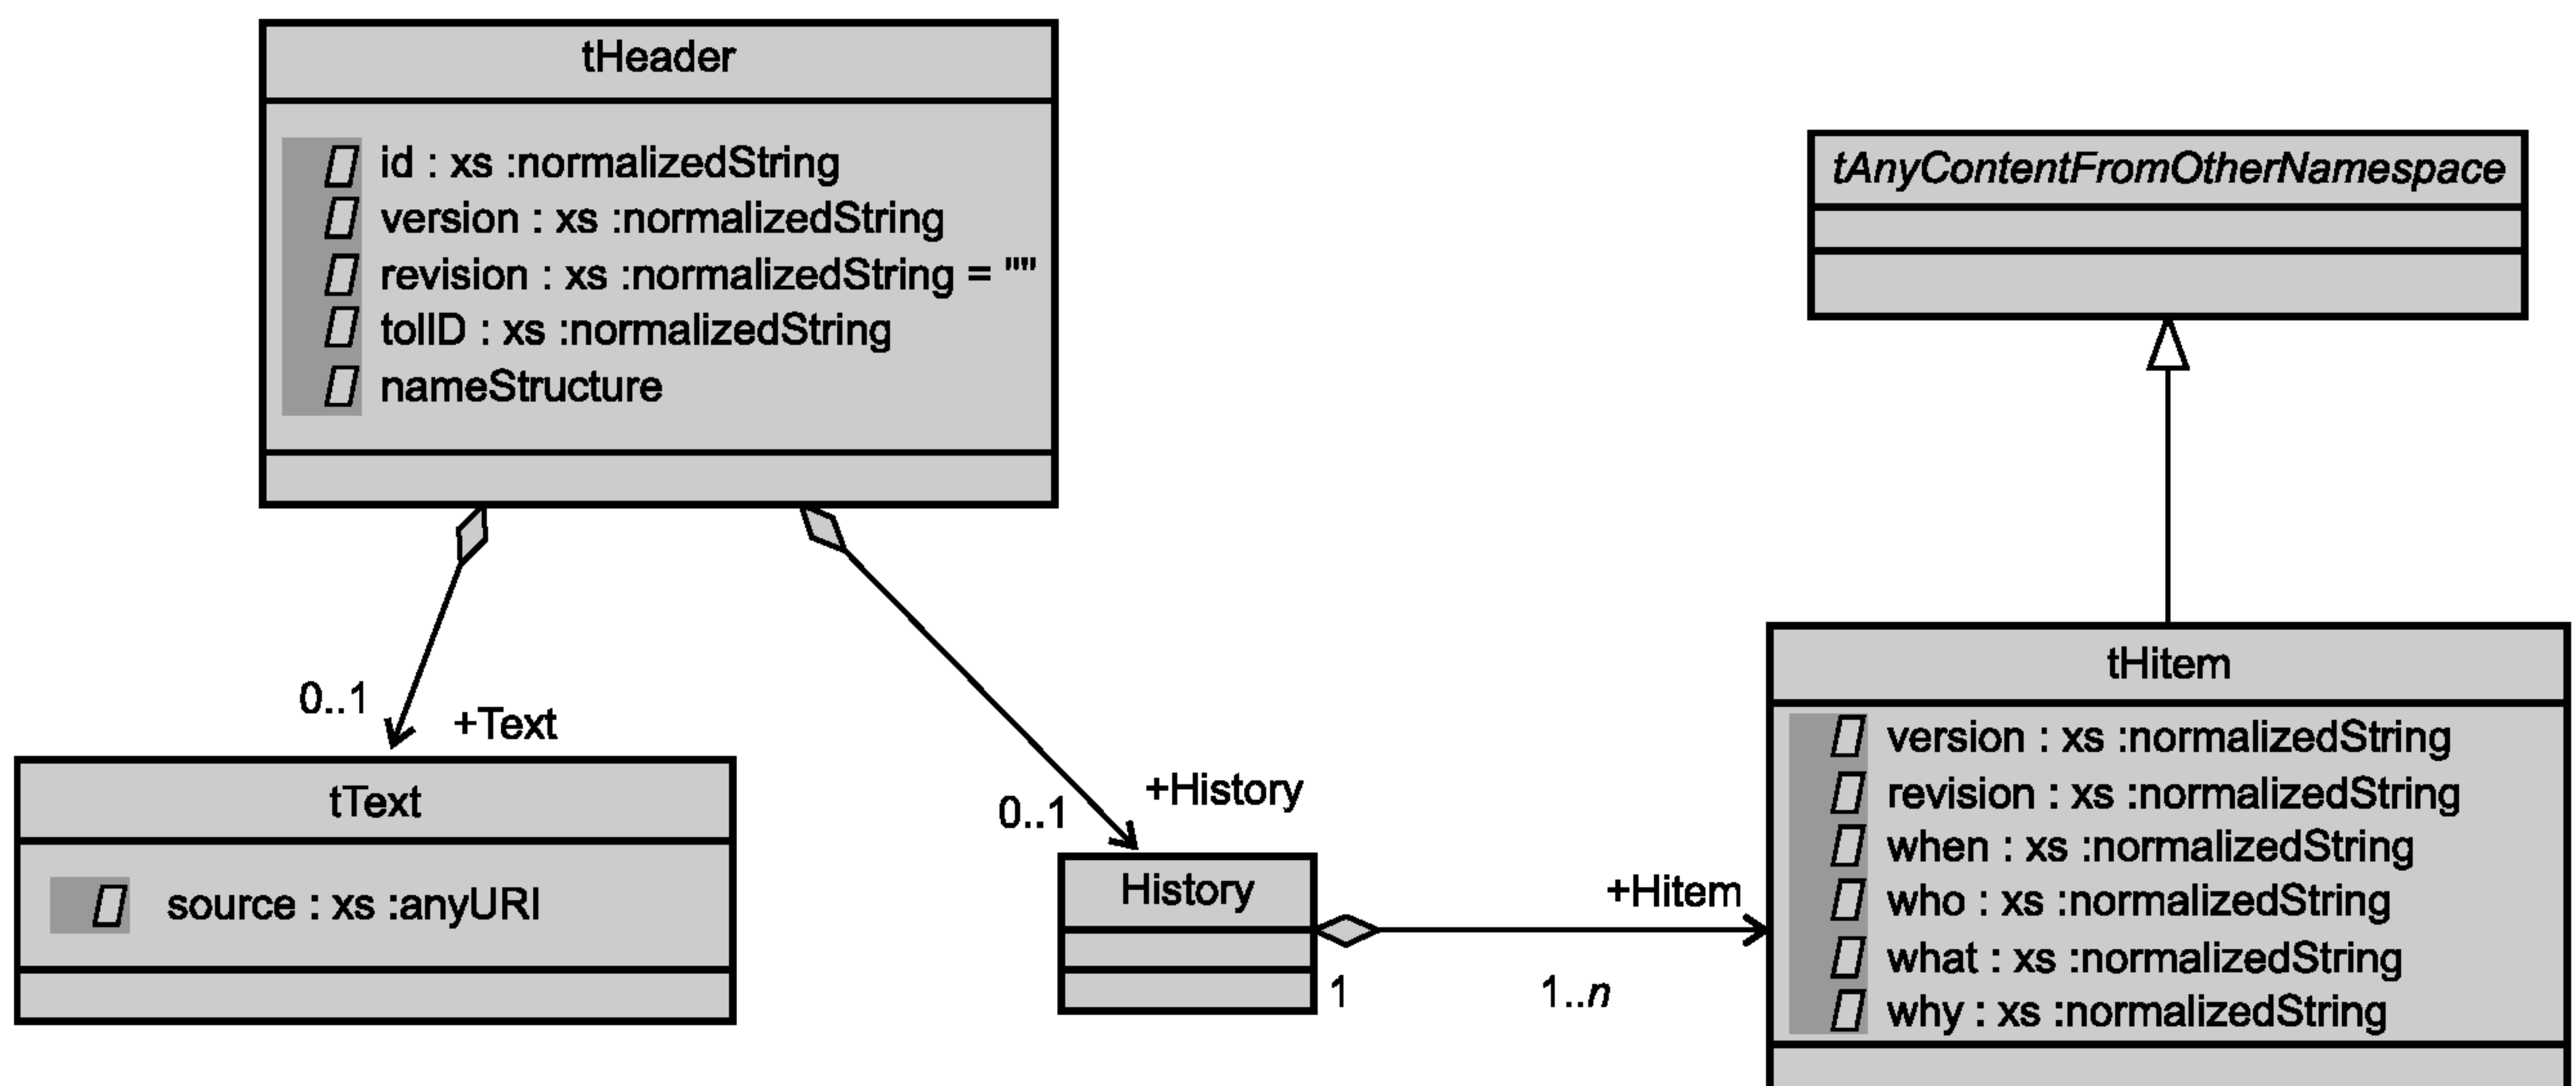 tHeader
id : xs :normalizedString
version : xs :normalizedString
revision : xs :normalizedString = ""
tolID : xs :normalizedString
nameStructure
tAnyContentFromOtherNamespace
0..1
+Text
tText
source : xs :anyURI
0..1
+History
History
1
1..n
+Hitem
tHitem
version : xs :normalizedString
revision : xs :normalizedString
when : xs :normalizedString
who : xs :normalizedString
what : xs :normalizedString
why : xs :normalizedString